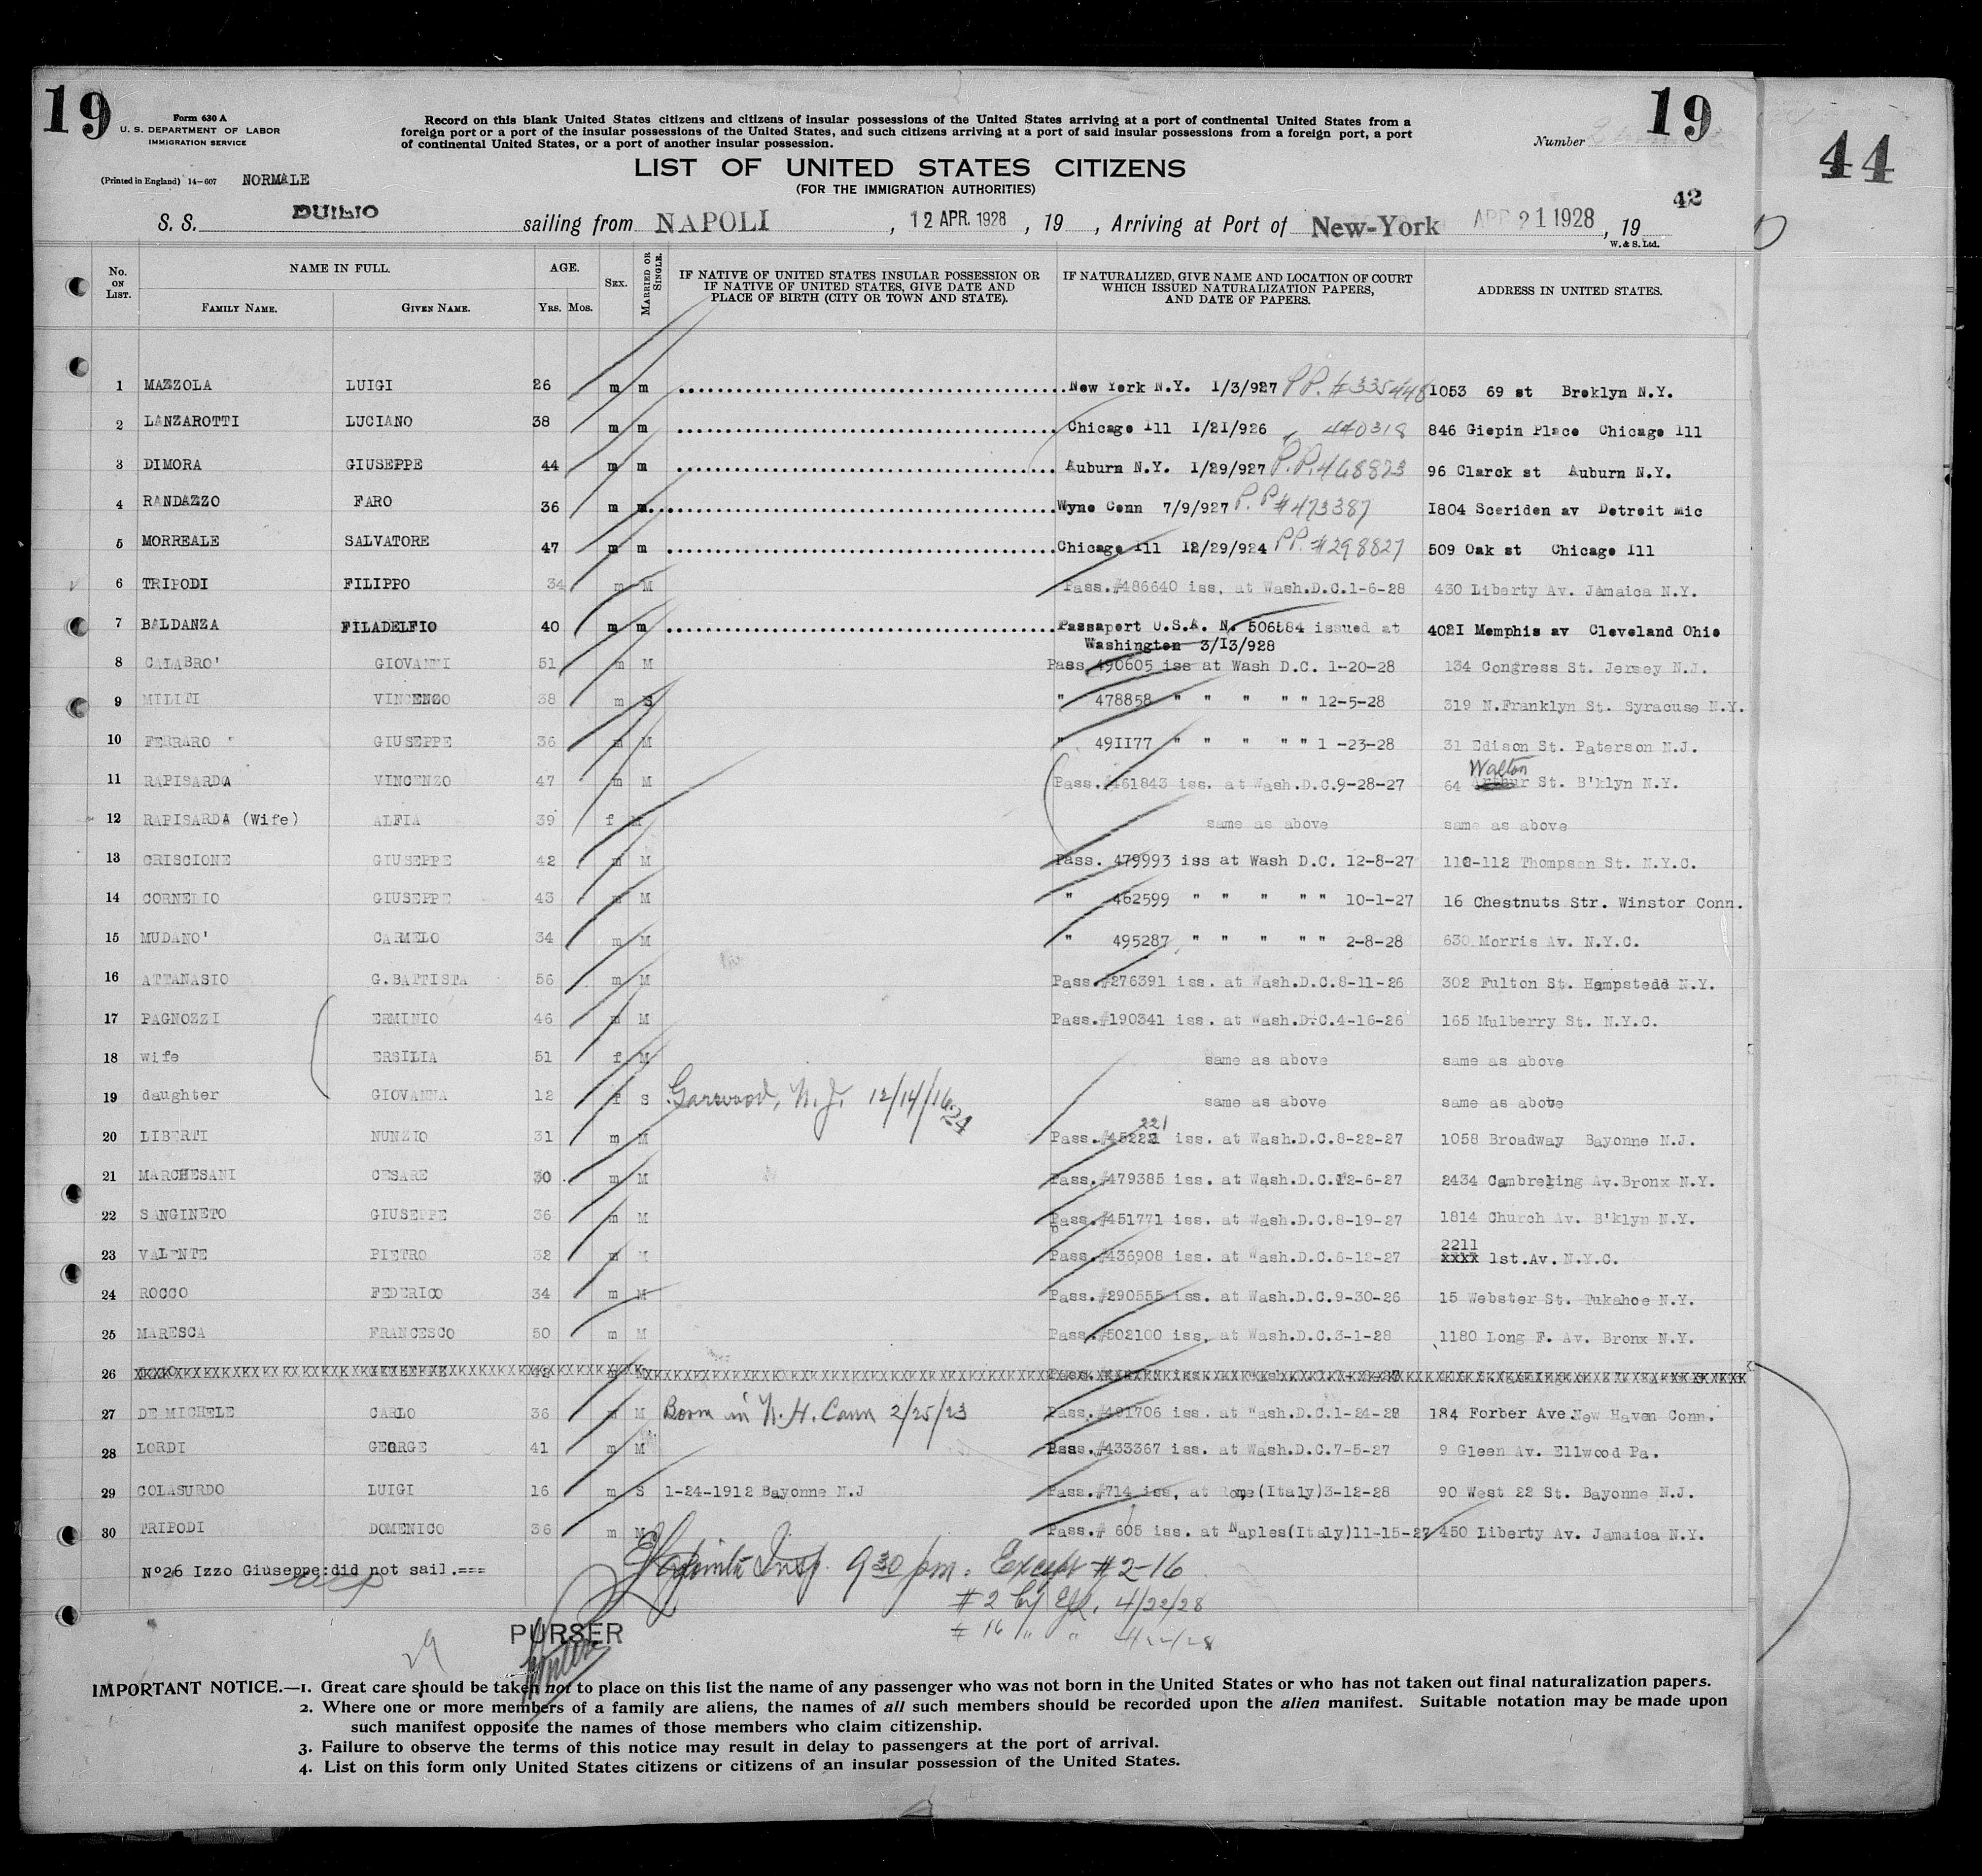 19
Form 630 A
U. S. DEPARTMENT OF LABOR
IMMIGRATION SERVICE
(Printed in England) 14-607 NORMALE
Record on this blank United States citizens and citizens of insular possessions of the United States arriving at a port of continental United States from a
foreign port or a port of the insular possessions of the United States, and such citizens arriving at a port of said insular possessions from a foreign port, a port
of continental United States, or a port of another insular possession.
LIST OF UNITED STATES CITIZENS
(FOR THE IMMIGRATION AUTHORITIES)
Number
19
44
42
S. S. DUILIO sailing from NAPOLI, 12 APR. 1928, 19, Arriving at Port of New-York APR 21 1928, 19
W. & S. Ltd.
No. ON LIST. NAME IN FULL. FAMILY NAME. GIVEN NAME. AGE. YRS. MOS. SEX. MARRIED OR SINGLE.
IF NATIVE OF UNITED STATES INSULAR POSSESSION OR
IF NATIVE OF UNITED STATES, GIVE DATE AND
PLACE OF BIRTH (CITY OR TOWN AND STATE).
IF NATURALIZED, GIVE NAME AND LOCATION OF COURT
WHICH ISSUED NATURALIZATION PAPERS,
AND DATE OF PAPERS.
ADDRESS IN UNITED STATES.
1 MAZZOLA LUIGI 26 m m New York N.Y. 1/3/927 P.P. #335448 1053 69 st Broklyn N.Y.
2 LANZAROTTI LUCIANO 38 m m Chicago Ill 1/21/926 " 440318 846 Giepin Place Chicago Ill
3 DIMORA GIUSEPPE 44 m m Auburn N.Y. 1/29/927 P.P. 468873 96 Clarck st Auburn N.Y.
4 RANDAZZO FARO 36 m m Wyne Conn 7/9/927 P.P #473387 1804 Sceriden av Detroit Mic
5 MORREALE SALVATORE 47 m m Chicago Ill 12/29/924 PP. #298827 509 Oak st Chicago Ill
6 TRIPODI FILIPPO 34 m M Pass.#486640 iss. at Wash.D.C.1-6-28 430 Liberty Av. Jamaica N.Y.
7 BALDANZA FILADELFIO 40 m m Passaport U.S.A. N. 506584 issued at 4021 Memphis av Cleveland Ohio
Washington 3/13/928
8 CALABRO' GIOVANNI 51 m M Pass 490605 iss at Wash D.C. 1-20-28 134 Congress St. Jersey N.J.
9 MILITI VINCENZO 38 m S " 478858 " " " " " 12-5-28 319 N.Franklyn St. Syracuse N.Y.
10 FERRARO ' GIUSEPPE 36 m M " 491177 " " " " " 1 -23-28 31 Edison St. Paterson N.J.
Walton
11 RAPISARDA VINCENZO 47 m M Pass.#461843 iss. at Wash.D.C.9-28-27 64 Arthur St. B'klyn N.Y.
12 RAPISARDA (Wife) ALFIA 39 f M same as above same as above
13 CRISCIONE GIUSEPPE 42 m M Pass. 479993 iss at Wash D.C. 12-8-27 110-112 Thompson St. N.Y.C.
14 CORNELIO GIUSEPPE 43 m M " 462599 " " " " " 10-1-27 16 Chestnuts Str. Winstor Conn.
15 MUDANO' CARMELO 34 m M " 495287 " " " " " 2-8-28 630 Morris Av. N.Y.C.
16 ATTANASIO G.BATTISTA 56 m M Pass.#276391 iss. at Wash.D.C.8-11-26 302 Fulton St. Hempstedd N.Y.
17 PAGNOZZI ERMINIO 46 m M Pass.#190341 iss. at Wash.D.C.4-16-26 165 Mulberry St. N.Y.C.
18 wife ERSILIA 51 f M same as above same as above
19 daughter GIOVANNA 12 f S Garwood, N.J. 12/14/16 24 same as above same as above
221
20 LIBERTI NUNZIO 31 m M Pass.#45221 iss. at Wash.D.C.8-22-27 1058 Broadway Bayonne N.J.
21 MARCHESANI CESARE 30 m M Pass.#479385 iss. at Wash.D.C.12-6-27 2434 Cambreling Av.Bronx N.Y.
22 SANGINETO GIUSEPPE 36 m M Pass.#451771 iss. at Wash.D.C.8-19-27 1814 Church Av. B'klyn N.Y.
2211
23 VALENTE PIETRO 32 m M Pass.#436908 iss. at Wash.D.C.6-12-27 xxxx 1st.Av. N.Y.C.
24 ROCCO FEDERICO 34 m M Pass.#290555 iss. at Wash.D.C.9-30-26 15 Webster St. Tukahoe N.Y.
25 MARESCA FRANCESCO 50 m M Pass.#502100 iss. at Wash.D.C.3-1-28 1180 Long F. Av. Bronx N.Y.
26
27 DE MICHELE CARLO 36 m M Born in N.H. Conn 2/25/23 Pass.#491706 iss. at Wash.D.C.1-24-28 184 Forber Ave.New Haven Conn.
28 LORDI GEORGE 41 m M Pass.#433367 iss. at Wash.D.C.7-5-27 9 Gleen Av. Ellwood Pa.
29 COLASURDO LUIGI 16 m S 1-24-1912 Bayonne N.J Pass.#714 iss, at Rome,(Italy)3-12-28 90 West 22 St. Bayonne N.J.
30 TRIPODI DOMENICO 36 m M Pass.# 605 iss. at Naples(Italy)11-15-27 450 Liberty Av. Jamaica N.Y.
N°26 Izzo Giuseppe:did not sail.===
Insp. 9 30 pm. Except #2-16
#2 by 4/22/28
# 16 " " 4/22/28
PURSER
29
IMPORTANT NOTICE.—1. Great care should be taken not to place on this list the name of any passenger who was not born in the United States or who has not taken out final naturalization papers.
2. Where one or more members of a family are aliens, the names of all such members should be recorded upon the alien manifest. Suitable notation may be made upon
such manifest opposite the names of those members who claim citizenship.
3. Failure to observe the terms of this notice may result in delay to passengers at the port of arrival.
4. List on this form only United States citizens or citizens of an insular possession of the United States.